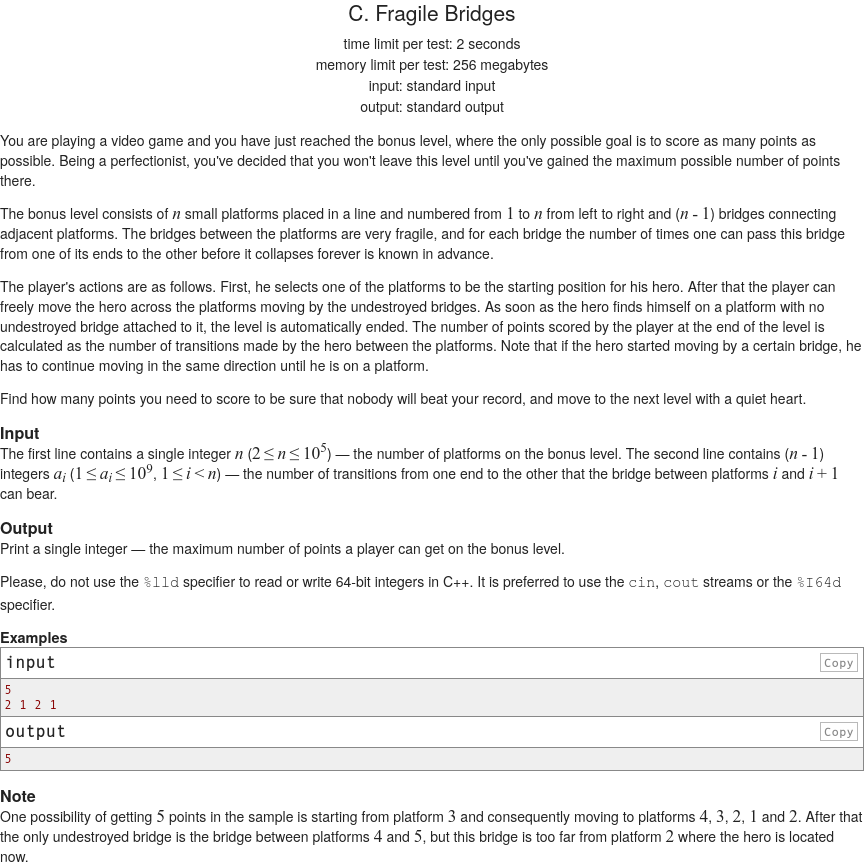 C. Fragile Bridges
time limit per test: 2 seconds
memory limit per test: 256 megabytes
input: standard input
output: standard output
You are playing a video game and you have just reached the bonus level, where the only possible goal is to score as many points as
possible. Being a perfectionist, you've decided that you won't leave this level until you've gained the maximum possible number of points
there.
The bonus level consists of n small platforms placed in a line and numbered from 1 to n from left to right and (n - 1) bridges connecting
adjacent platforms. The bridges between the platforms are very fragile, and for each bridge the number of times one can pass this bridge
from one of its ends to the other before it collapses forever is known in advance.
The player's actions are as follows. First, he selects one of the platforms to be the starting position for his hero. After that the player can
freely move the hero across the platforms moving by the undestroyed bridges. As soon as the hero finds himself on a platform with no
undestroyed bridge attached to it, the level is automatically ended. The number of points scored by the player at the end of the level is
calculated as the number of transitions made by the hero between the platforms. Note that if the hero started moving by a certain bridge, he
has to continue moving in the same direction until he is on a platform.
Find how many points you need to score to be sure that nobody will beat your record, and move to the next level with a quiet heart.
Input
The first line contains a single integer n (2 ≤ n ≤ 10^5) — the number of platforms on the bonus level. The second line contains (n - 1)
integers a_i (1 ≤ a_i ≤ 10^9, 1 ≤ i < n) — the number of transitions from one end to the other that the bridge between platforms i and i + 1
can bear.
Output
Print a single integer — the maximum number of points a player can get on the bonus level.
Please, do not use the %lld specifier to read or write 64-bit integers in C++. It is preferred to use the cin, cout streams or the %I64d
specifier.
Examples
input
Copy
5
2 1 2 1
output
Copy
5
Note
One possibility of getting 5 points in the sample is starting from platform 3 and consequently moving to platforms 4, 3, 2, 1 and 2. After that
the only undestroyed bridge is the bridge between platforms 4 and 5, but this bridge is too far from platform 2 where the hero is located
now.